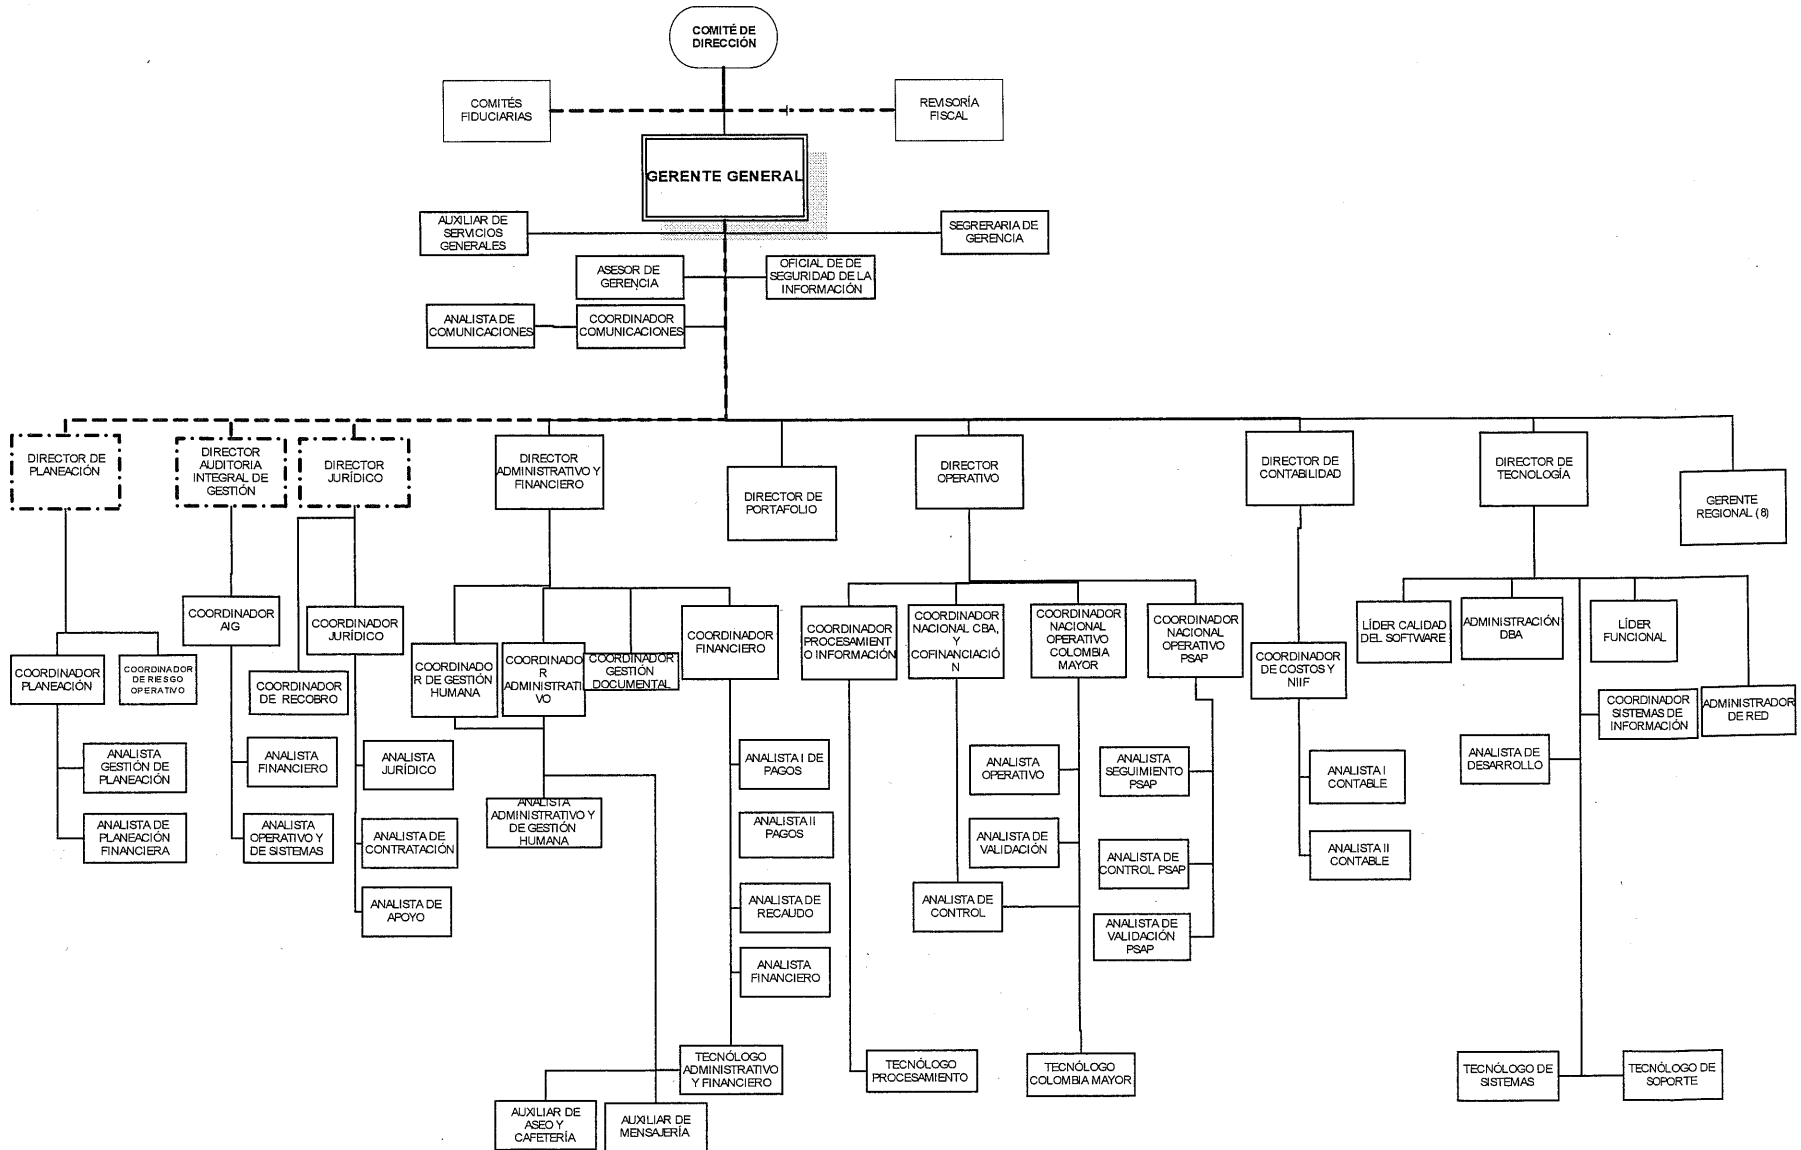 COMITÉ DE
DIRECCIÓN
COMITÉS
FIDUCIARIAS
REVISORÍA
FISCAL
GERENTE GENERAL
AUXILIAR DE
SERVICIOS
GENERALES
SEGRERARIA DE
GERENCIA
ASESOR DE
GERENCIA
OFICIAL DE DE
SEGURIDAD DE LA
INFORMACIÓN
ANALISTA DE
COMUNICACIONES
COORDINADOR
COMUNICACIONES
DIRECTOR DE
PLANEACIÓN
DIRECTOR
AUDITORIA
INTEGRAL DE
GESTIÓN
DIRECTOR
JURÍDICO
DIRECTOR
ADMINISTRATIVO Y
FINANCIERO
DIRECTOR DE
PORTAFOLIO
DIRECTOR
OPERATIVO
DIRECTOR DE
CONTABILIDAD
DIRECTOR DE
TECNOLOGÍA
GERENTE
REGIONAL (8)
COORDINADOR
PLANEACIÓN
COORDINADOR
DE RIESGO
OPERATIVO
COORDINADOR
AIG
COORDINADOR
JURÍDICO
COORDINADOR
DE RECOBRO
COORDINADO
R DE GESTIÓN
HUMANA
COORDINADO
R
ADMINISTRATI
VO
COORDINADOR
GESTIÓN
DOCUMENTAL
COORDINADOR
FINANCIERO
COORDINADOR
PROCESAMIENT
O INFORMACIÓN
COORDINADOR
NACIONAL CBA,
Y
COFINANCIACIÓ
N
COORDINADOR
NACIONAL
OPERATIVO
COLOMBIA
MAYOR
COORDINADOR
NACIONAL
OPERATIVO
PSAP
COORDINADOR
DE COSTOS Y
NIIF
LÍDER CALIDAD
DEL SOFTWARE
ADMINISTRACIÓN
DBA
LÍDER
FUNCIONAL
COORDINADOR
SISTEMAS DE
INFORMACIÓN
ADMINISTRADOR
DE RED
ANALISTA
GESTIÓN DE
PLANEACIÓN
ANALISTA DE
PLANEACIÓN
FINANCIERA
ANALISTA
FINANCIERO
ANALISTA
OPERATIVO Y
DE SISTEMAS
ANALISTA
JURÍDICO
ANALISTA DE
CONTRATACIÓN
ANALISTA DE
APOYO
ANALISTA
ADMINISTRATIVO Y
DE GESTIÓN
HUMANA
ANALISTA I DE
PAGOS
ANALISTA II
PAGOS
ANALISTA DE
RECAUDO
ANALISTA
FINANCIERO
ANALISTA
OPERATIVO
ANALISTA DE
VALIDACIÓN
ANALISTA DE
CONTROL
ANALISTA
SEGUIMIENTO
PSAP
ANALISTA DE
CONTROL PSAP
ANALISTA DE
VALIDACIÓN
PSAP
ANALISTA I
CONTABLE
ANALISTA II
CONTABLE
ANALISTA DE
DESARROLLO
TECNÓLOGO
ADMINISTRATIVO
Y FINANCIERO
AUXILIAR DE
ASEO Y
CAFETERÍA
AUXILIAR DE
MENSAJERÍA
TECNÓLOGO
PROCESAMIENTO
TECNÓLOGO
COLOMBIA MAYOR
TECNÓLOGO DE
SISTEMAS
TECNÓLOGO DE
SOPORTE